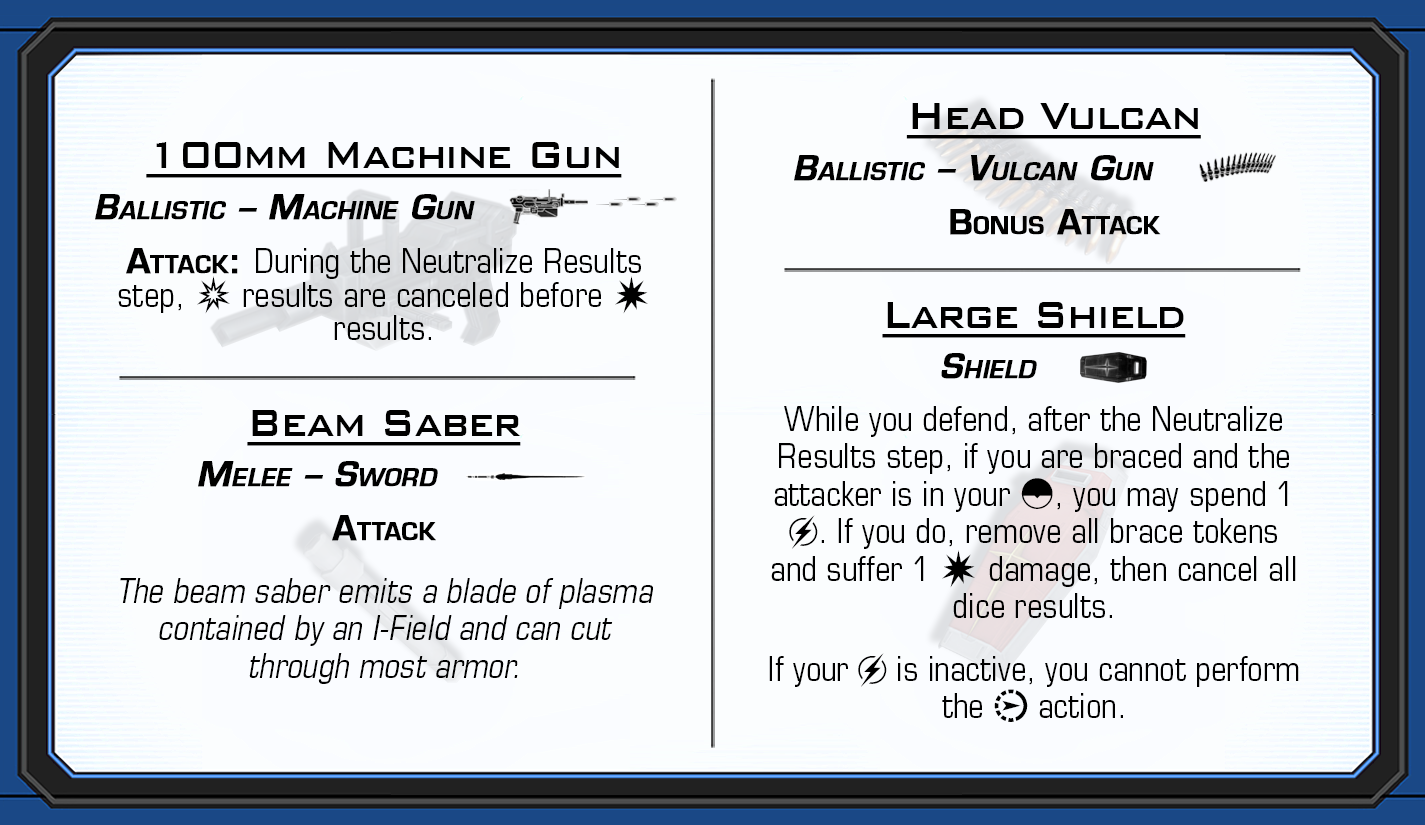 100mm Machine Gun
Ballistic – Machine Gun
Attack: During the Neutralize Results
step, results are canceled before
results.
Beam Saber
Melee – Sword
Attack
The beam saber emits a blade of plasma
contained by an I-Field and can cut
through most armor.
Head Vulcan
Ballistic – Vulcan Gun
Bonus Attack
Large Shield
Shield
While you defend, after the Neutralize
Results step, if you are braced and the
attacker is in your , you may spend 1
. If you do, remove all brace tokens
and suffer 1 damage, then cancel all
dice results.
If your is inactive, you cannot perform
the action.